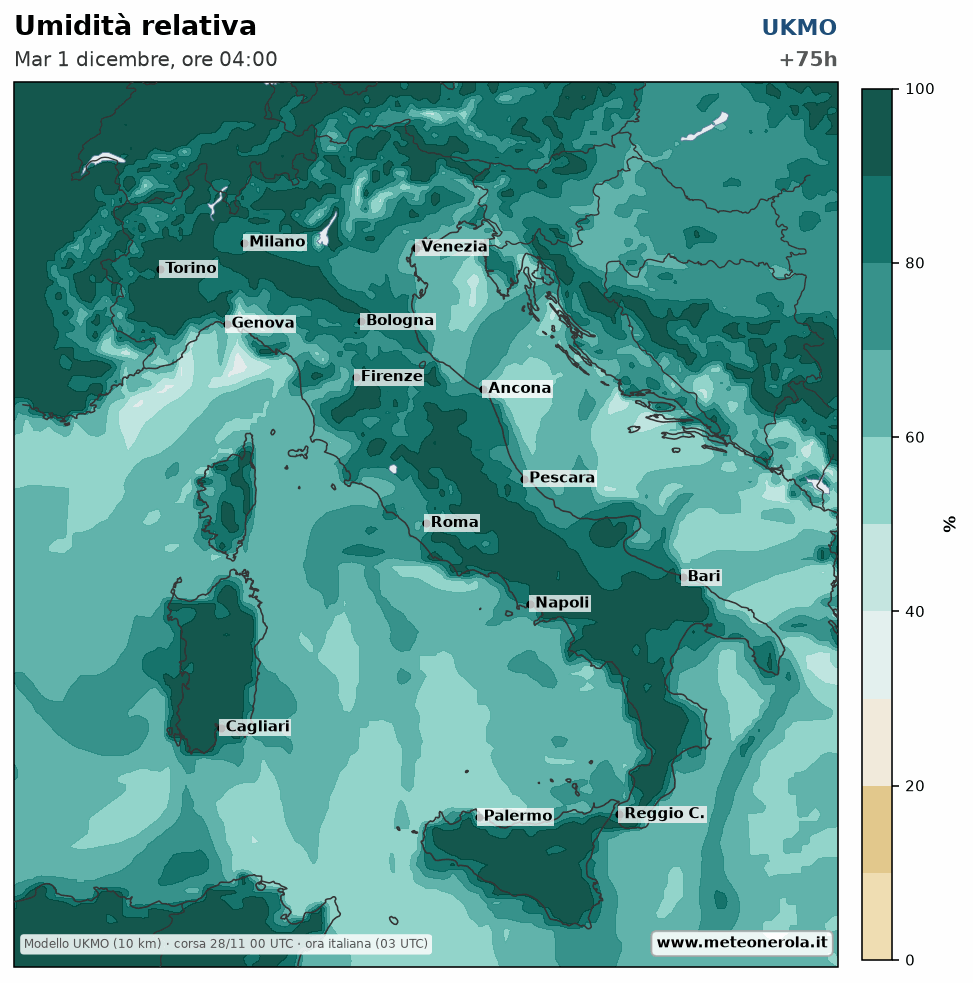 Umidità relativa
UKMO
Mar 1 dicembre, ore 04:00
+75h
100
80
60
40
20
0
%
Milano
Venezia
Torino
Genova
Bologna
Firenze
Ancona
Pescara
Roma
Bari
Napoli
Cagliari
Palermo
Reggio C.
Modello UKMO (10 km) · corsa 28/11 00 UTC · ora italiana (03 UTC)
www.meteonerola.it